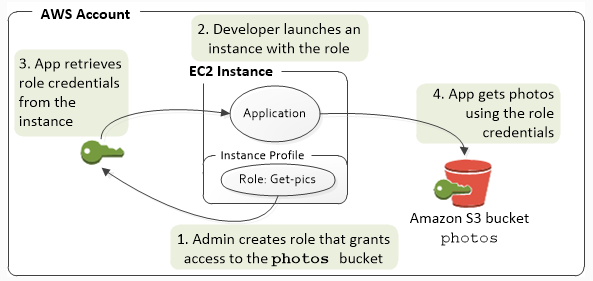 AWS Account
2. Developer launches an
instance with the role
3. App retrieves
role credentials
from the
instance
EC2 Instance
Application
4. App gets photos
using the role
credentials
Instance Profile
Role: Get-pics
Amazon S3 bucket
photos
1. Admin creates role that grants
access to the photos bucket